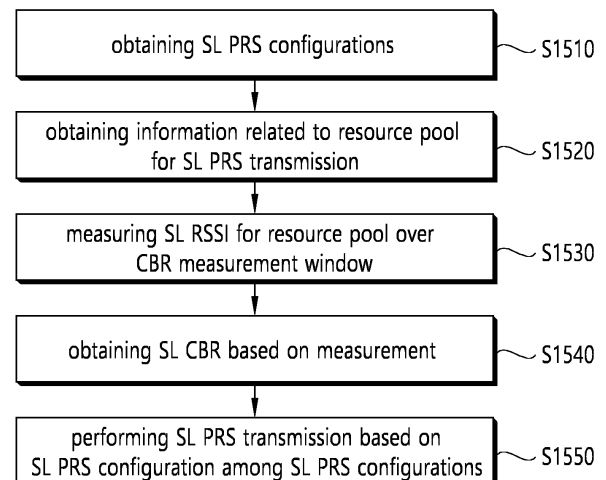 obtaining SL PRS configurations
S1510
obtaining information related to resource pool
for SL PRS transmission
S1520
measuring SL RSSI for resource pool over
CBR measurement window
S1530
obtaining SL CBR based on measurement
S1540
performing SL PRS transmission based on
SL PRS configuration among SL PRS configurations
S1550